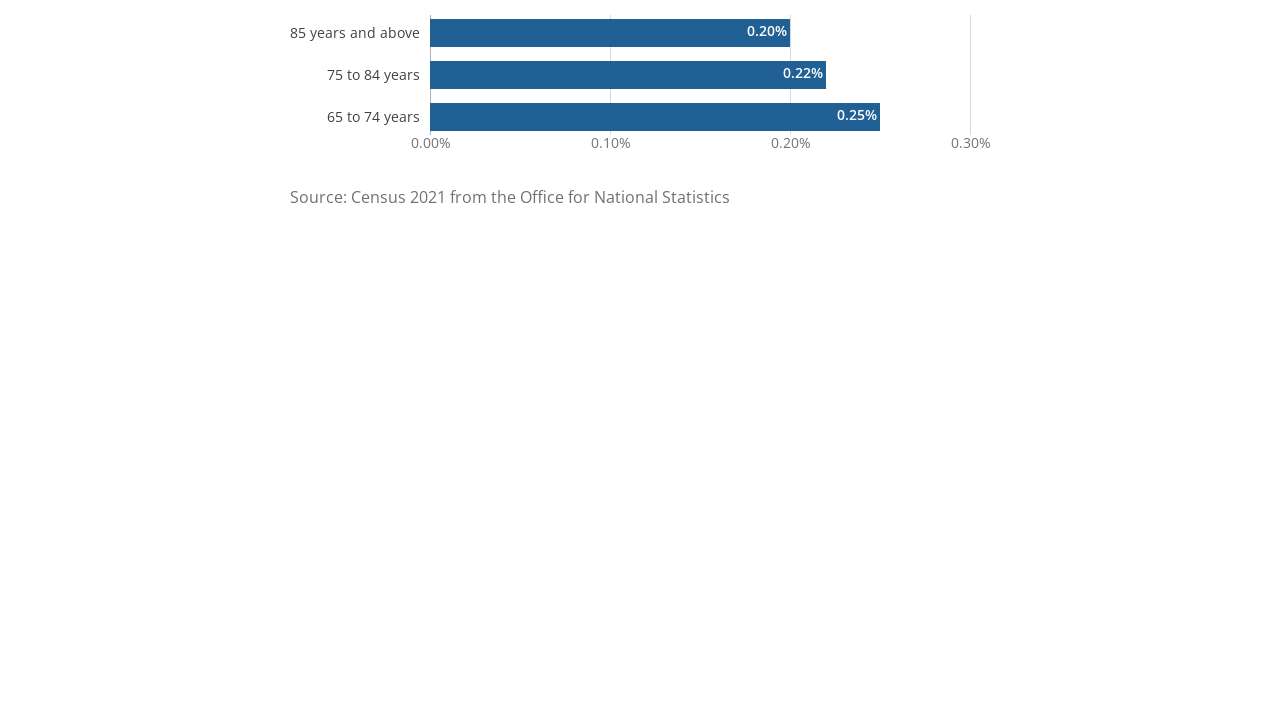 85 years and above 0.20%
75 to 84 years 0.22%
65 to 74 years 0.25%
0.00% 0.10% 0.20% 0.30%
Source: Census 2021 from the Office for National Statistics